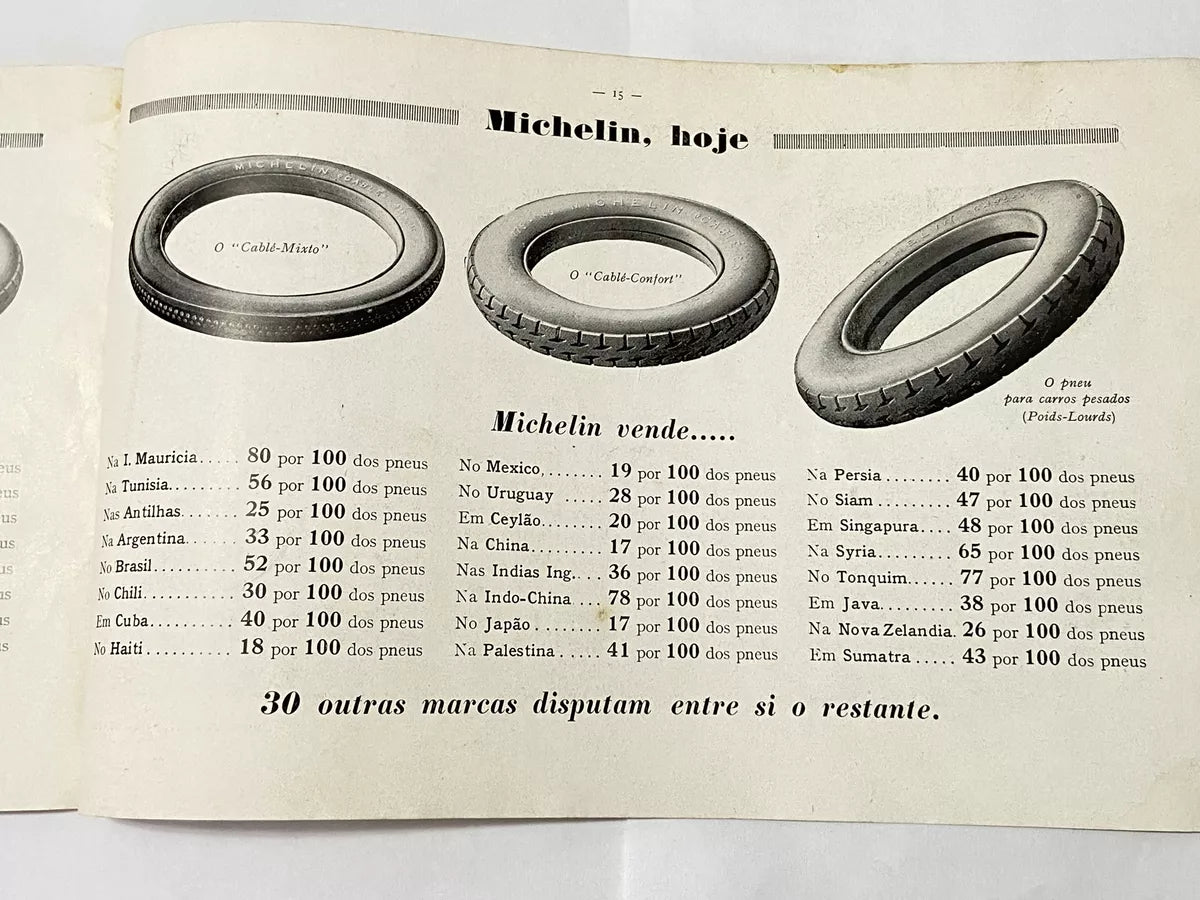 — 15 —
Michelin, hoje
MICHELIN
O "Cablé-Mixto"
MICHELIN
O "Cablé-Confort"
O pneu
para carros pesados
(Poids-Lourds)
Michelin vende.....
Na I. Mauricia..... 80 por 100 dos pneus
Na Tunisia......... 56 por 100 dos pneus
Nas Antilhas....... 25 por 100 dos pneus
Na Argentina...... 33 por 100 dos pneus
No Brasil........... 52 por 100 dos pneus
No Chili............ 30 por 100 dos pneus
Em Cuba........... 40 por 100 dos pneus
No Haiti.......... 18 por 100 dos pneus
No Mexico,....... 19 por 100 dos pneus
No Uruguay ..... 28 por 100 dos pneus
Em Ceylão........ 20 por 100 dos pneus
Na China......... 17 por 100 dos pneus
Nas Indias Ing.... 36 por 100 dos pneus
Na Indo-China .... 78 por 100 dos pneus
No Japão........ 17 por 100 dos pneus
Na Palestina..... 41 por 100 dos pneus
Na Persia........ 40 por 100 dos pneus
No Siam......... 47 por 100 dos pneus
Em Singapura.... 48 por 100 dos pneus
Na Syria......... 65 por 100 dos pneus
No Tonquim...... 77 por 100 dos pneus
Em Java......... 38 por 100 dos pneus
Na Nova Zelandia. 26 por 100 dos pneus
Em Sumatra..... 43 por 100 dos pneus
30 outras marcas disputam entre si o restante.